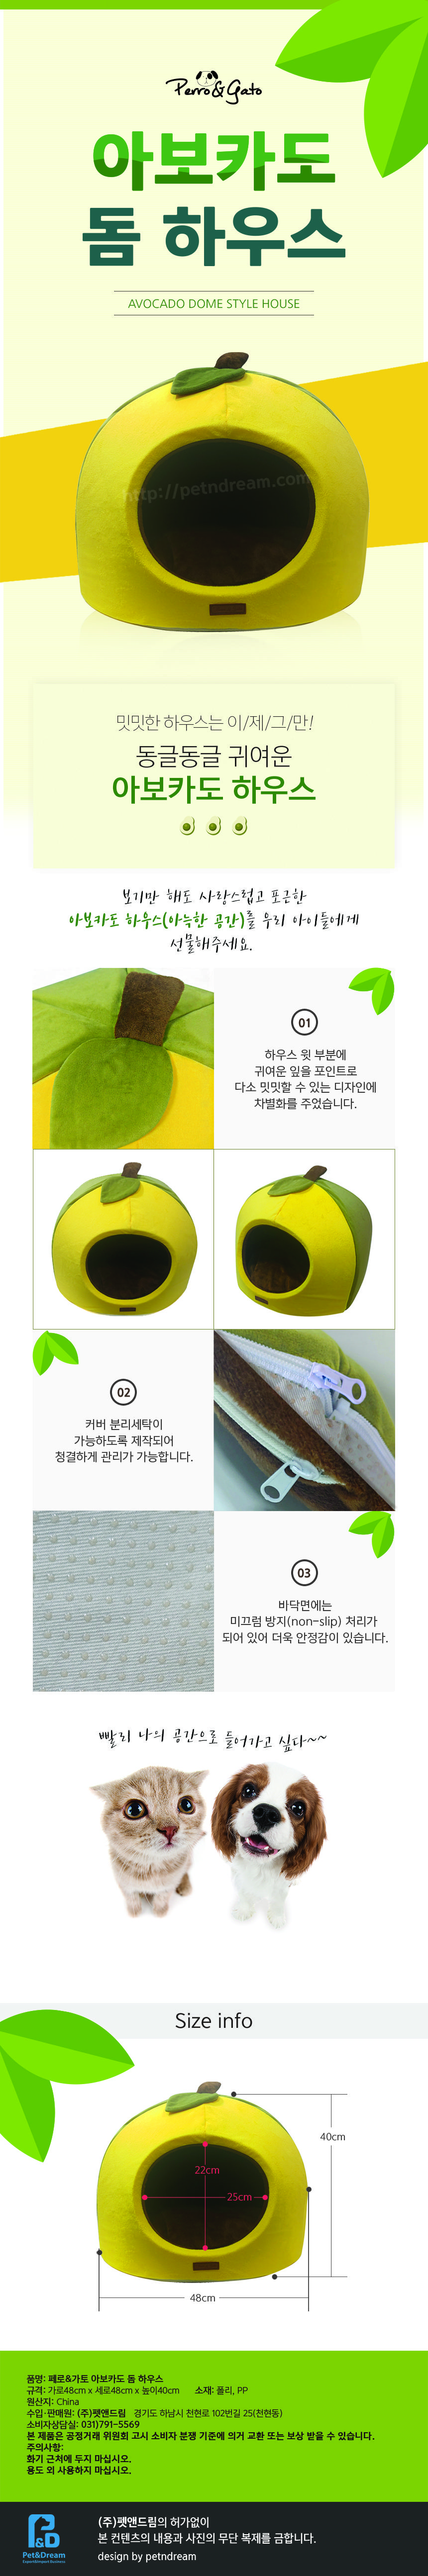 Perro&Gato
아보카도
돔 하우스
AVOCADO DOME STYLE HOUSE
http://petndream.com
밋밋한 하우스는 이/제/그/만!
동글동글 귀여운
아보카도 하우스
보기만 해도 사랑스럽고 포근한
아보카도 하우스(아늑한 공간)를 우리 아이들에게
선물해주세요.
01
하우스 윗 부분에
귀여운 잎을 포인트로
다소 밋밋할 수 있는 디자인에
차별화를 주었습니다.
02
커버 분리세탁이
가능하도록 제작되어
청결하게 관리가 가능합니다.
03
바닥면에는
미끄럼 방지(non-slip) 처리가
되어 있어 더욱 안정감이 있습니다.
빨리 나의 공간으로 들어가고 싶다~~
Size info
40cm
22cm
25cm
48cm
품명: 페로&가토 아보카도 돔 하우스
규격: 가로48cm x 세로48cm x 높이40cm 소재: 폴리, PP
원산지: China
수입·판매원: (주)펫앤드림 경기도 하남시 천현로 102번길 25(천현동)
소비자상담실: 031)791-5569
본 제품은 공정거래 위원회 고시 소비자 분쟁 기준에 의거 교환 또는 보상 받을 수 있습니다.
주의사항:
화기 근처에 두지 마십시오.
용도 외 사용하지 마십시오.
P&D
Pet&Dream
Export&Import Business
(주)펫앤드림의 허가없이
본 컨텐츠의 내용과 사진의 무단 복제를 금합니다.
design by petndream